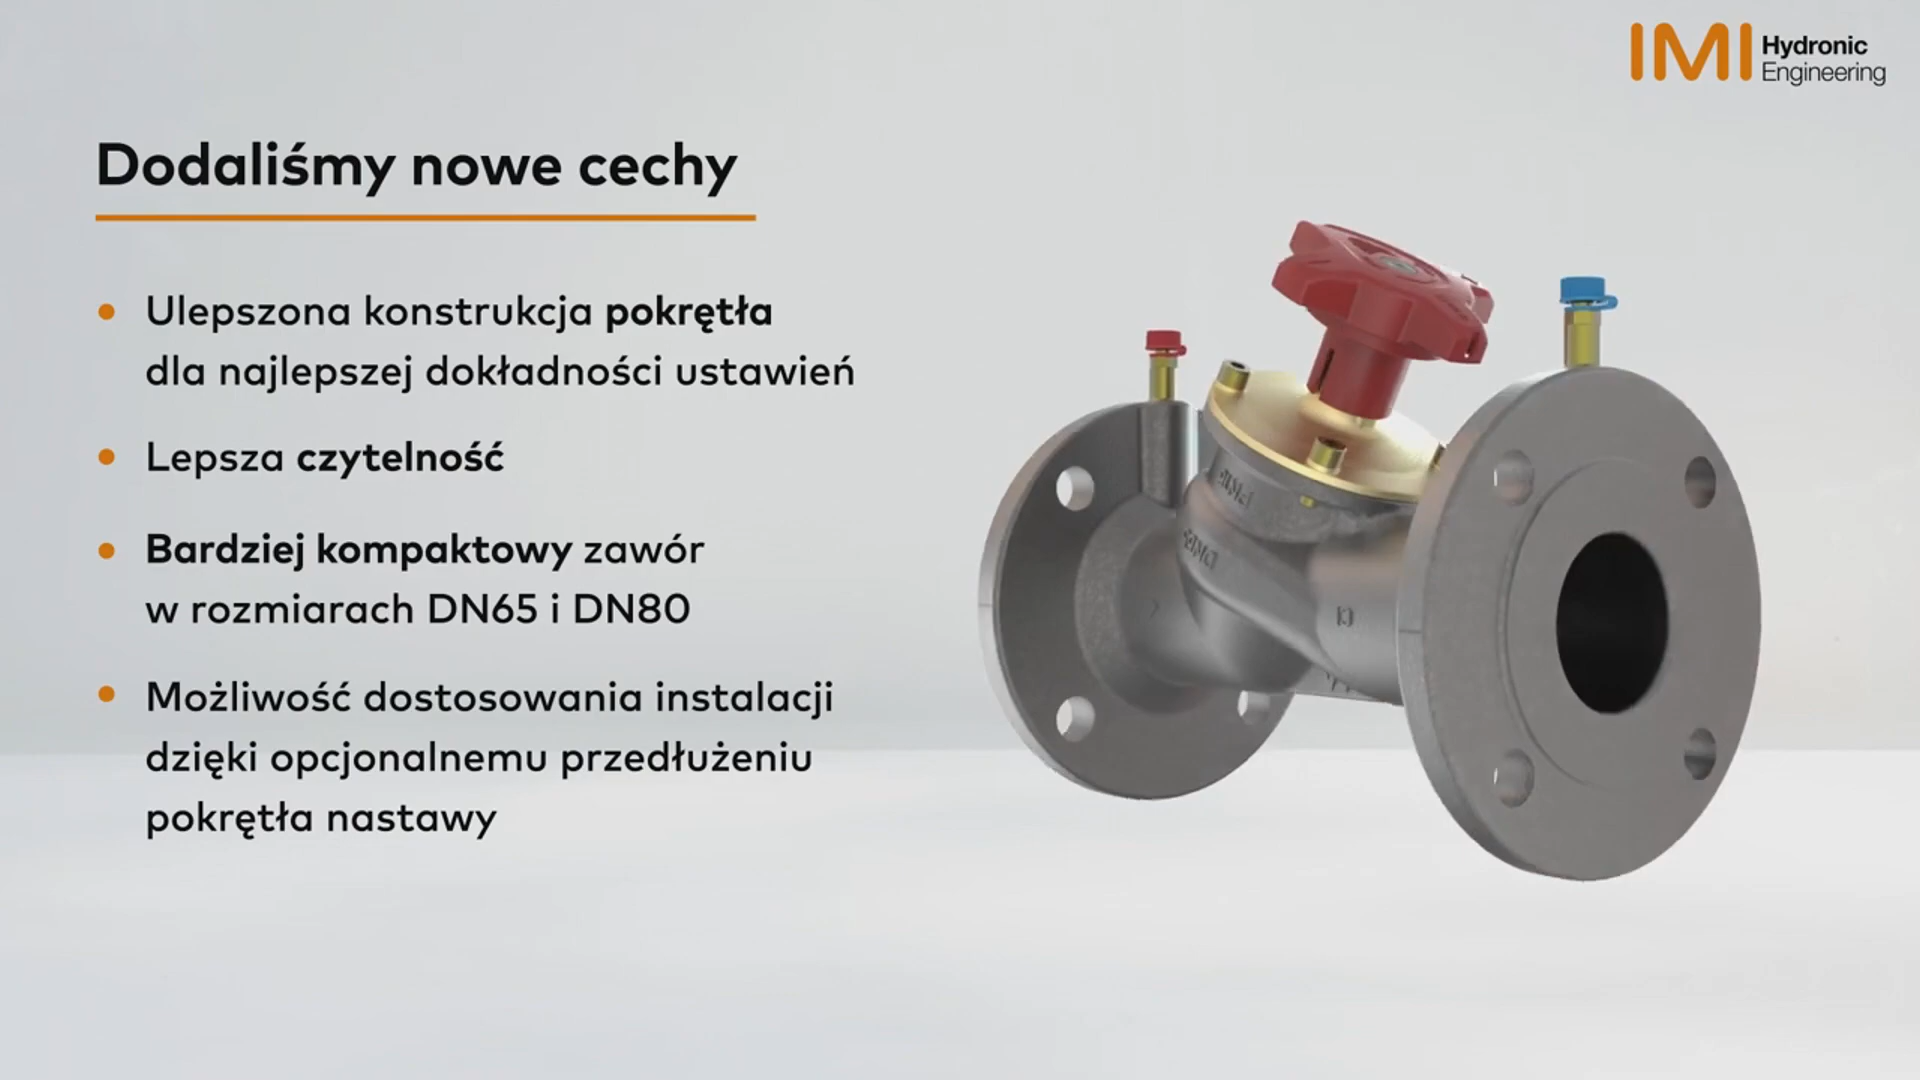 IMI Hydronic
Engineering
Dodaliśmy nowe cechy
• Ulepszona konstrukcja pokrętła
dla najlepszej dokładności ustawień
• Lepsza czytelność
• Bardziej kompaktowy zawór
w rozmiarach DN65 i DN80
• Możliwość dostosowania instalacji
dzięki opcjonalnemu przedłużeniu
pokrętła nastawy